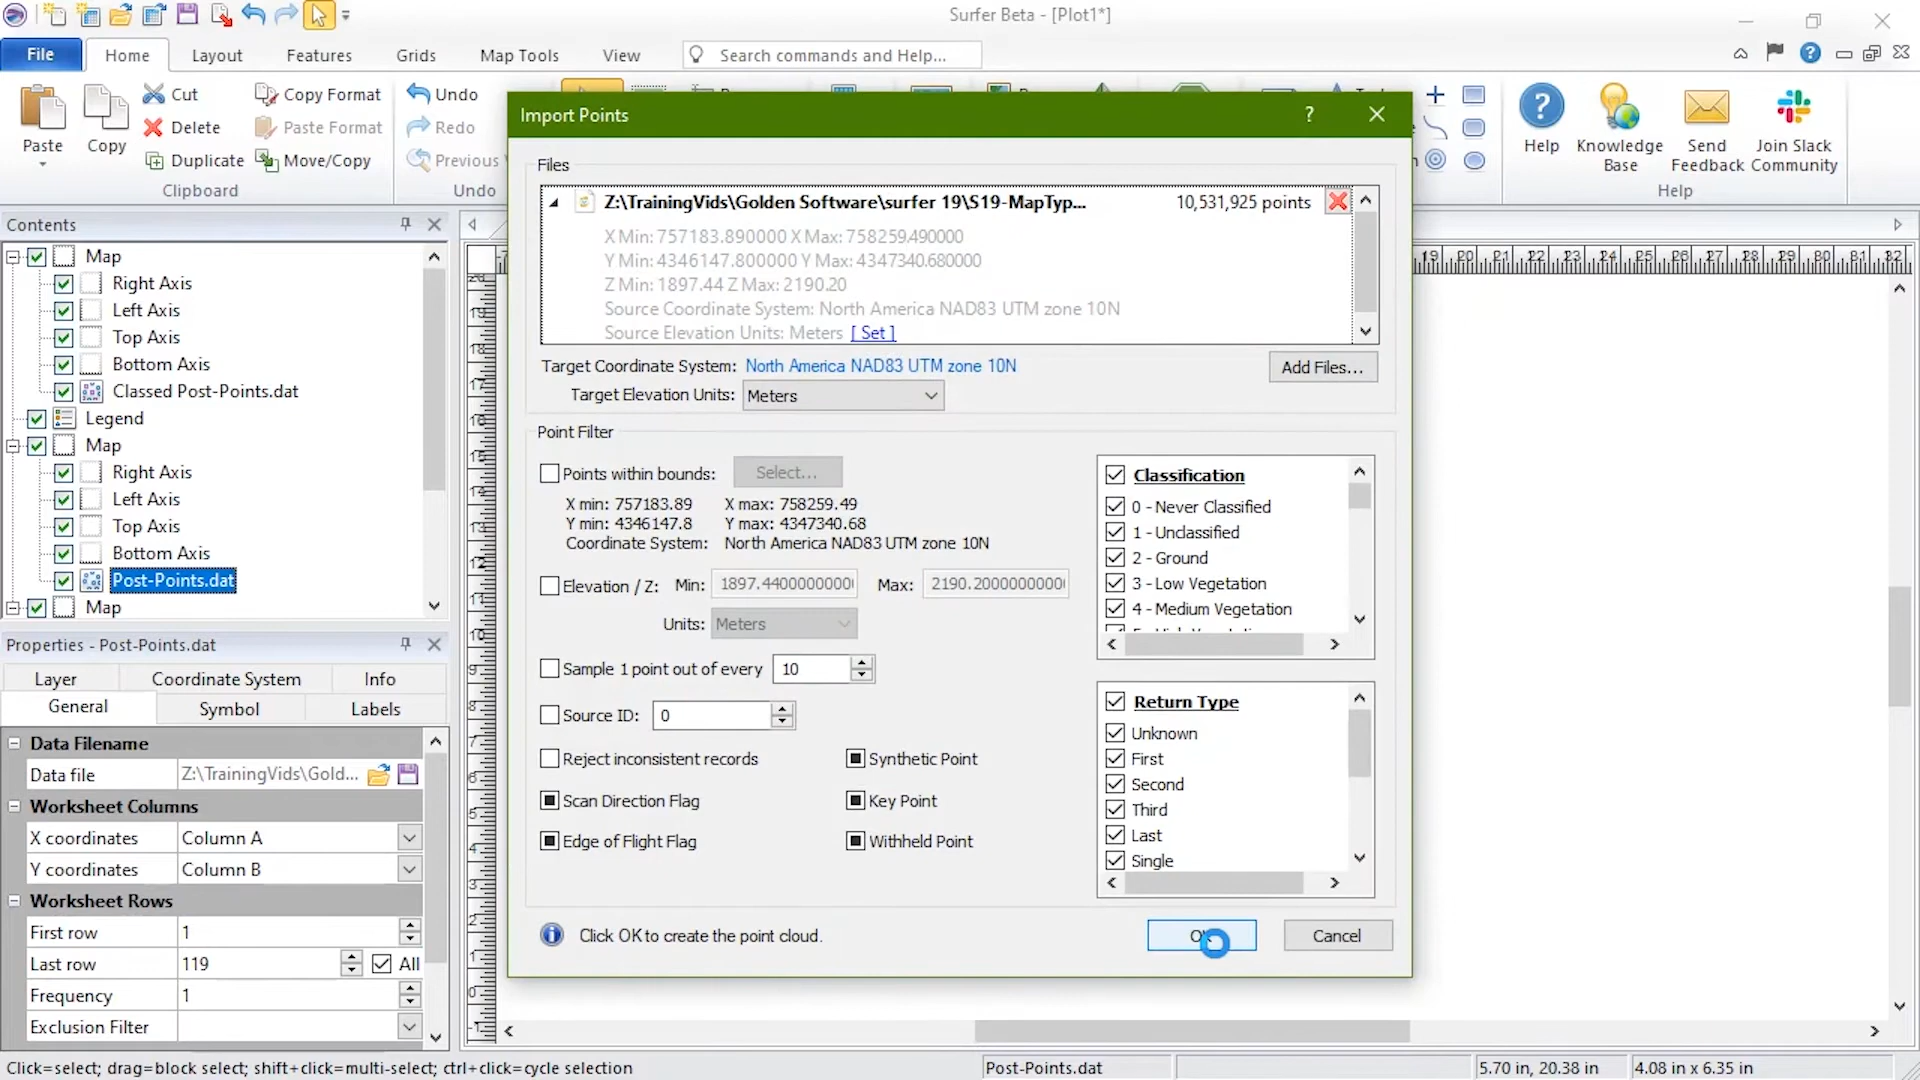 Surfer Beta - [Plot1*]
File Home Layout Features Grids Map Tools View Search commands and Help...
Paste Copy
Cut
Delete
Duplicate
Copy Format
Paste Format
Move/Copy
Clipboard
Undo
Redo
Previous
Undo
Help
Knowledge Base
Send Feedback
Join Slack Community
Help
Contents
Map
Right Axis
Left Axis
Top Axis
Bottom Axis
Classed Post-Points.dat
Legend
Map
Right Axis
Left Axis
Top Axis
Bottom Axis
Post-Points.dat
Map
Properties - Post-Points.dat
Layer Coordinate System Info
General Symbol Labels
Data Filename
Data file Z:\TrainingVids\Gold...
Worksheet Columns
X coordinates Column A
Y coordinates Column B
Worksheet Rows
First row 1
Last row 119 All
Frequency 1
Exclusion Filter
Import Points
Files
Z:\TrainingVids\Golden Software\surfer 19\S19-MapTyp... 10,531,925 points
X Min: 757183.890000 X Max: 758259.490000
Y Min: 4346147.800000 Y Max: 4347340.680000
Z Min: 1897.44 Z Max: 2190.20
Source Coordinate System: North America NAD83 UTM zone 10N
Source Elevation Units: Meters [ Set ]
Target Coordinate System: North America NAD83 UTM zone 10N
Add Files...
Target Elevation Units: Meters
Point Filter
Points within bounds: Select...
X min: 757183.89 X max: 758259.49
Y min: 4346147.8 Y max: 4347340.68
Coordinate System: North America NAD83 UTM zone 10N
Elevation / Z: Min: 1897.4400000000 Max: 2190.2000000000
Units: Meters
Sample 1 point out of every 10
Source ID: 0
Reject inconsistent records
Synthetic Point
Scan Direction Flag
Key Point
Edge of Flight Flag
Withheld Point
Classification
0 - Never Classified
1 - Unclassified
2 - Ground
3 - Low Vegetation
4 - Medium Vegetation
Return Type
Unknown
First
Second
Third
Last
Single
Click OK to create the point cloud.
Cancel
19 20 21 22 23 24 25 26 27 28 29 30 31 32
Click=select; drag=block select; shift+click=multi-select; ctrl+click=cycle selection
Post-Points.dat
5.70 in, 20.38 in
4.08 in x 6.35 in